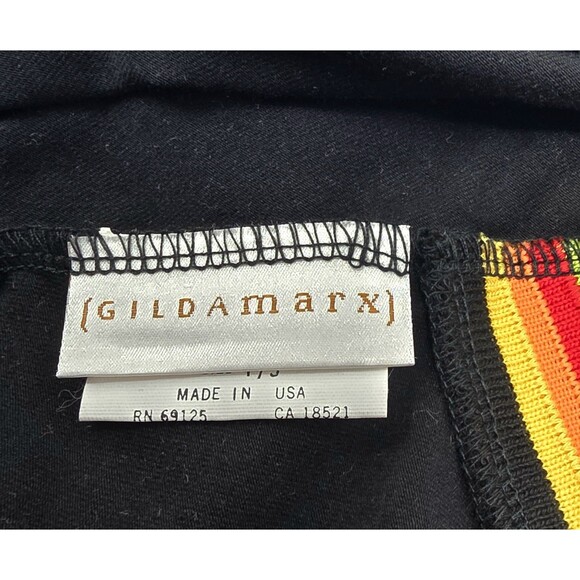 [GILDAmarx]
MADE IN USA
RN 69125 CA 18521